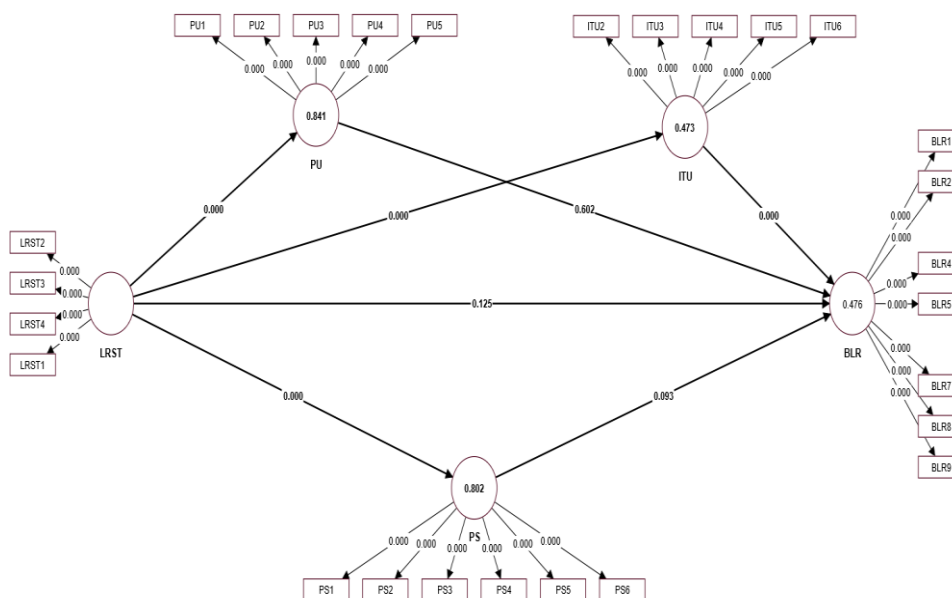 PU1 PU2 PU3 PU4 PU5
ITU2 ITU3 ITU4 ITU5 ITU6
0.000 0.000 0.000 0.000 0.000
0.000 0.000 0.000 0.000 0.000
0.841
PU
0.473
ITU
BLR1
BLR2
0.000
0.000
0.000
0.602
0.000
0.000
LRST2
LRST3
LRST4
LRST1
0.000
0.000
0.000
0.000
LRST
0.125
0.476
BLR
BLR4
BLR5
0.000
0.000
0.000
0.093
0.000
0.000
0.000
BLR7
BLR8
BLR9
0.802
PS
0.000 0.000 0.000 0.000 0.000 0.000
PS1 PS2 PS3 PS4 PS5 PS6